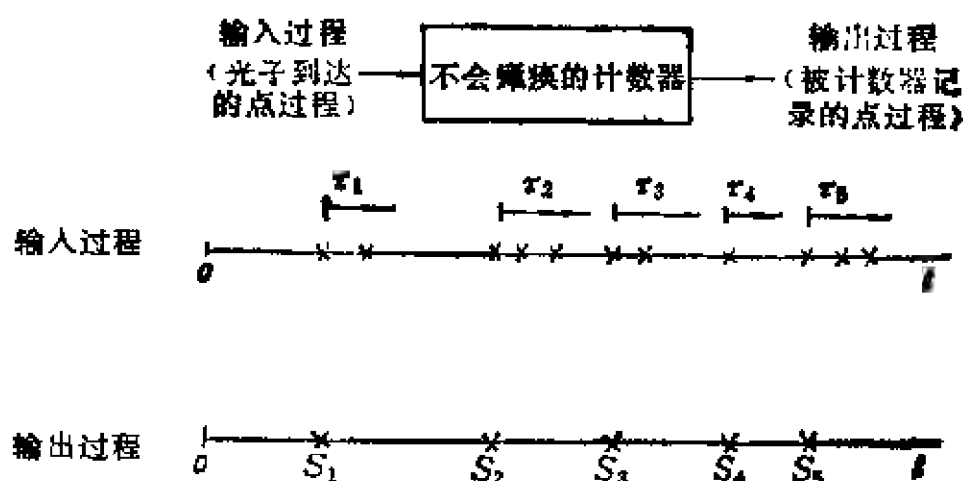 输入过程
(光子到达
的点过程)
不会瘫痪的计数器
输出过程
(被计数器记
录的点过程)
τ₁ τ₂ τ₃ τ₄ τ₅
输入过程
0 t
输出过程
0 S₁ S₂ S₃ S₄ S₅ t